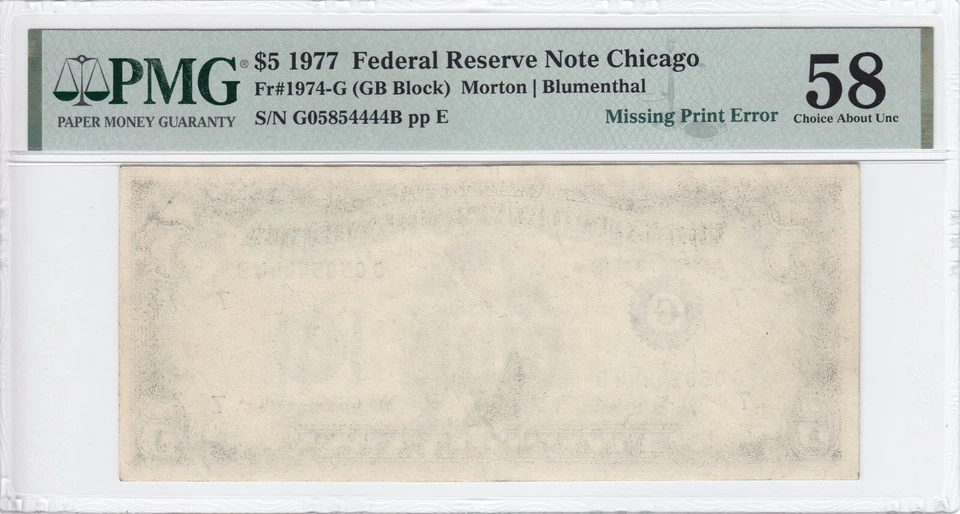 PMG®
PAPER MONEY GUARANTY
$5 1977 Federal Reserve Note Chicago
Fr#1974-G (GB Block) Morton | Blumenthal
S/N G05854444B pp E
Missing Print Error
58
Choice About Unc